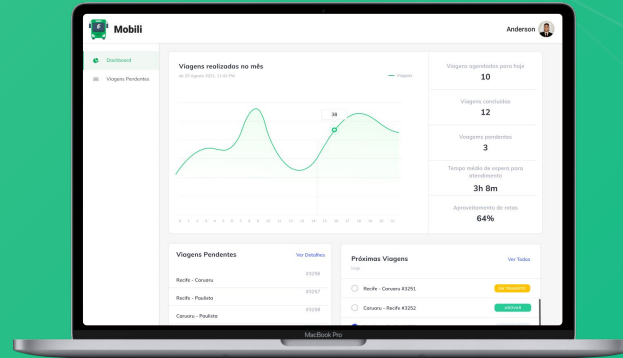 Mobili
Anderson
Dashboard
Viagens Pendentes
Viagens realizadas no mês
Viagens
38
Viagens agendadas para hoje
10
Viagens concluídas
12
Viagens pendentes
3
Tempo médio de espera para
atendimento
3h 8m
Aproveitamento de rotas
64%
Viagens Pendentes
Ver Detalhes
#3256
Recife - Caruaru
#3257
Recife - Paulista
#3258
Caruaru - Paulista
Próximas Viagens
Ver Todas
Recife - Caruaru #3251
Caruaru - Recife #3252
MacBook Pro